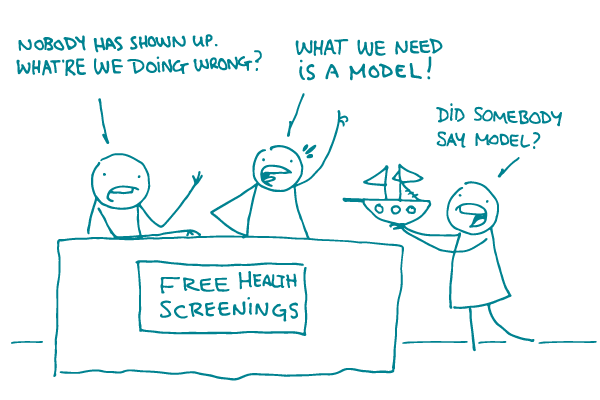 NOBODY HAS SHOWN UP.
WHAT'RE WE DOING WRONG?
WHAT WE NEED
IS A MODEL!
DID SOMEBODY
SAY MODEL?
FREE HEALTH
SCREENINGS